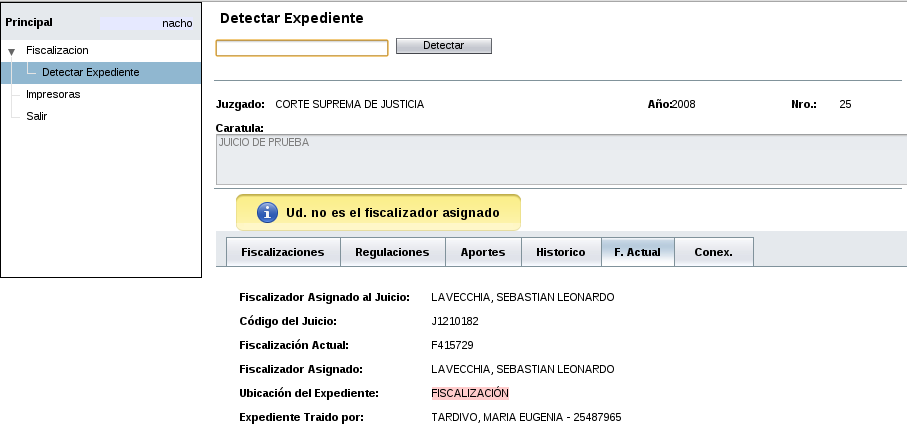 Principal nacho
Fiscalizacion
Detectar Expediente
Impresoras
Salir
Detectar Expediente
Detectar
Juzgado: CORTE SUPREMA DE JUSTICIA Año:2008 Nro.: 25
Caratula:
JUICIO DE PRUEBA
Ud. no es el fiscalizador asignado
Fiscalizaciones Regulaciones Aportes Historico F. Actual Conex.
Fiscalizador Asignado al Juicio: LAVECCHIA, SEBASTIAN LEONARDO
Código del Juicio: J1210182
Fiscalización Actual: F415729
Fiscalizador Asignado: LAVECCHIA, SEBASTIAN LEONARDO
Ubicación del Expediente: FISCALIZACIÓN
Expediente Traido por: TARDIVO, MARIA EUGENIA - 25487965